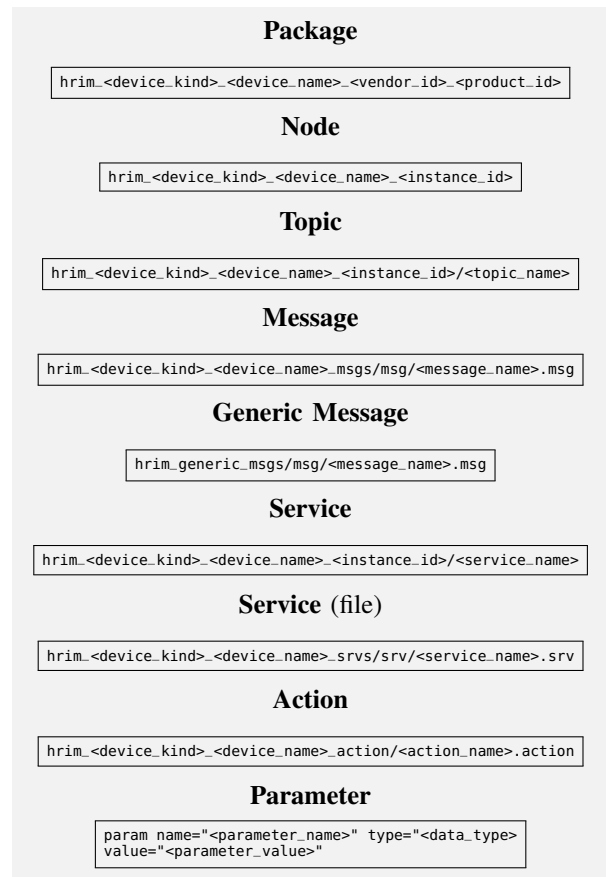 Package
hrim_<device_kind>_<device_name>_<vendor_id>_<product_id>
Node
hrim_<device_kind>_<device_name>_<instance_id>
Topic
hrim_<device_kind>_<device_name>_<instance_id>/<topic_name>
Message
hrim_<device_kind>_<device_name>_msgs/msg/<message_name>.msg
Generic Message
hrim_generic_msgs/msg/<message_name>.msg
Service
hrim_<device_kind>_<device_name>_<instance_id>/<service_name>
Service (file)
hrim_<device_kind>_<device_name>_srvs/srv/<service_name>.srv
Action
hrim_<device_kind>_<device_name>_action/<action_name>.action
Parameter
param name="<parameter_name>" type="<data_type>
value="<parameter_value>"